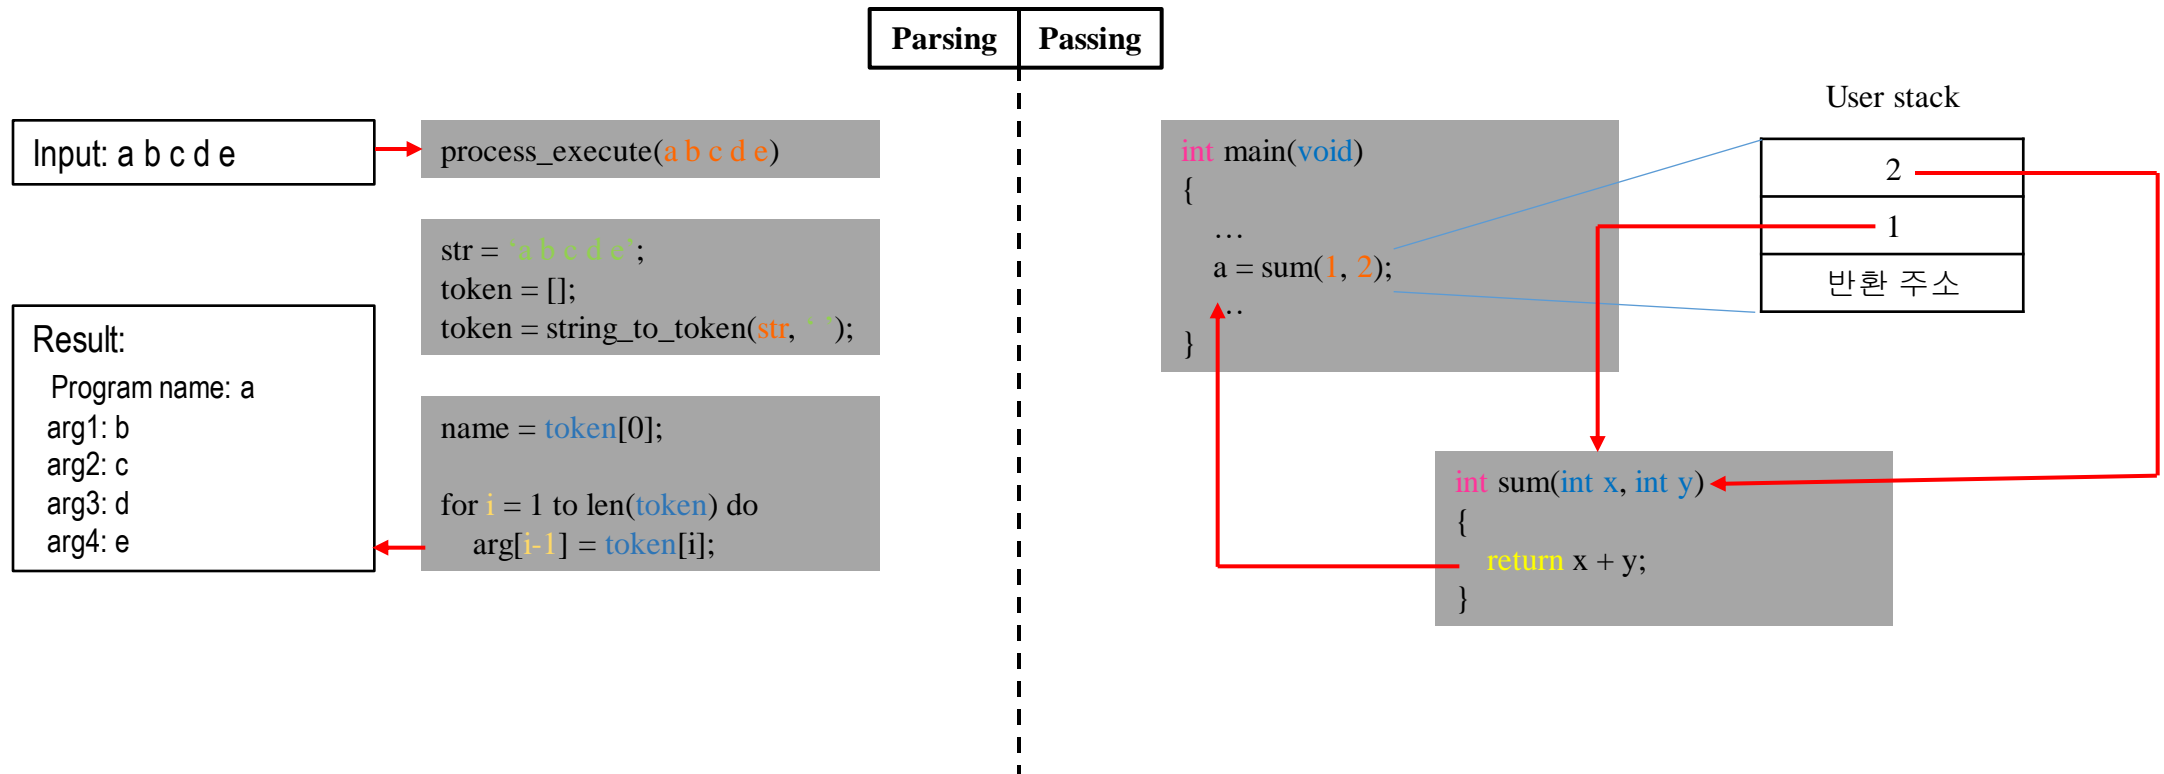 Parsing Passing
Input: a b c d e
process_execute(a b c d e)
str = ‘a b c d e’;
token = [];
token = string_to_token(str, ‘ ’);
Result:
Program name: a
arg1: b
arg2: c
arg3: d
arg4: e
name = token[0];
for i = 1 to len(token) do
arg[i-1] = token[i];
User stack
int main(void)
{
…
a = sum(1, 2);
…
}
2
1
반환 주소
int sum(int x, int y)
{
return x + y;
}